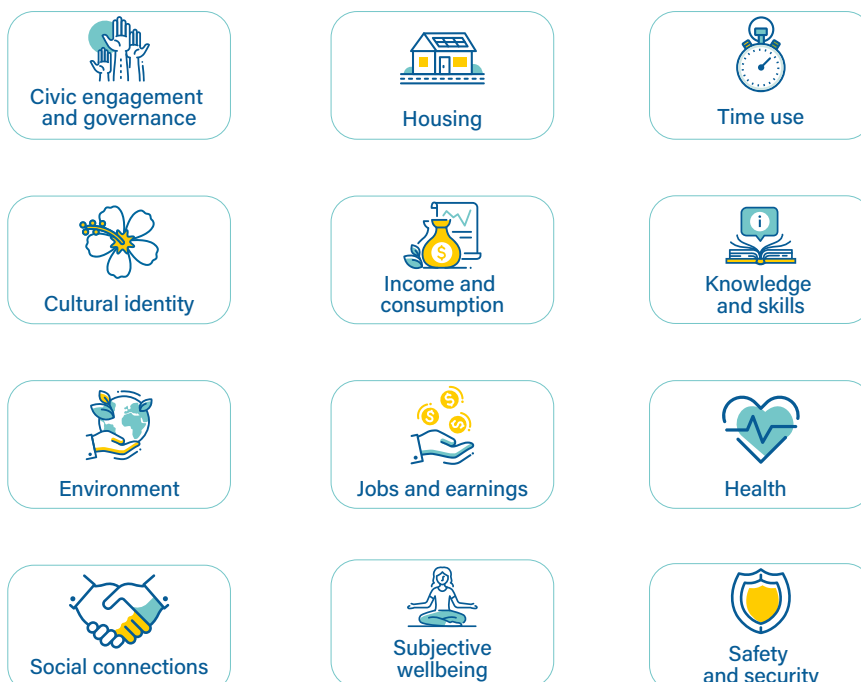 Civic engagement
and governance
Housing
Time use
Cultural identity
$
Income and
consumption
i
Knowledge
and skills
Environment
$
$
$
Jobs and earnings
Health
Social connections
Subjective
wellbeing
Safety
and security